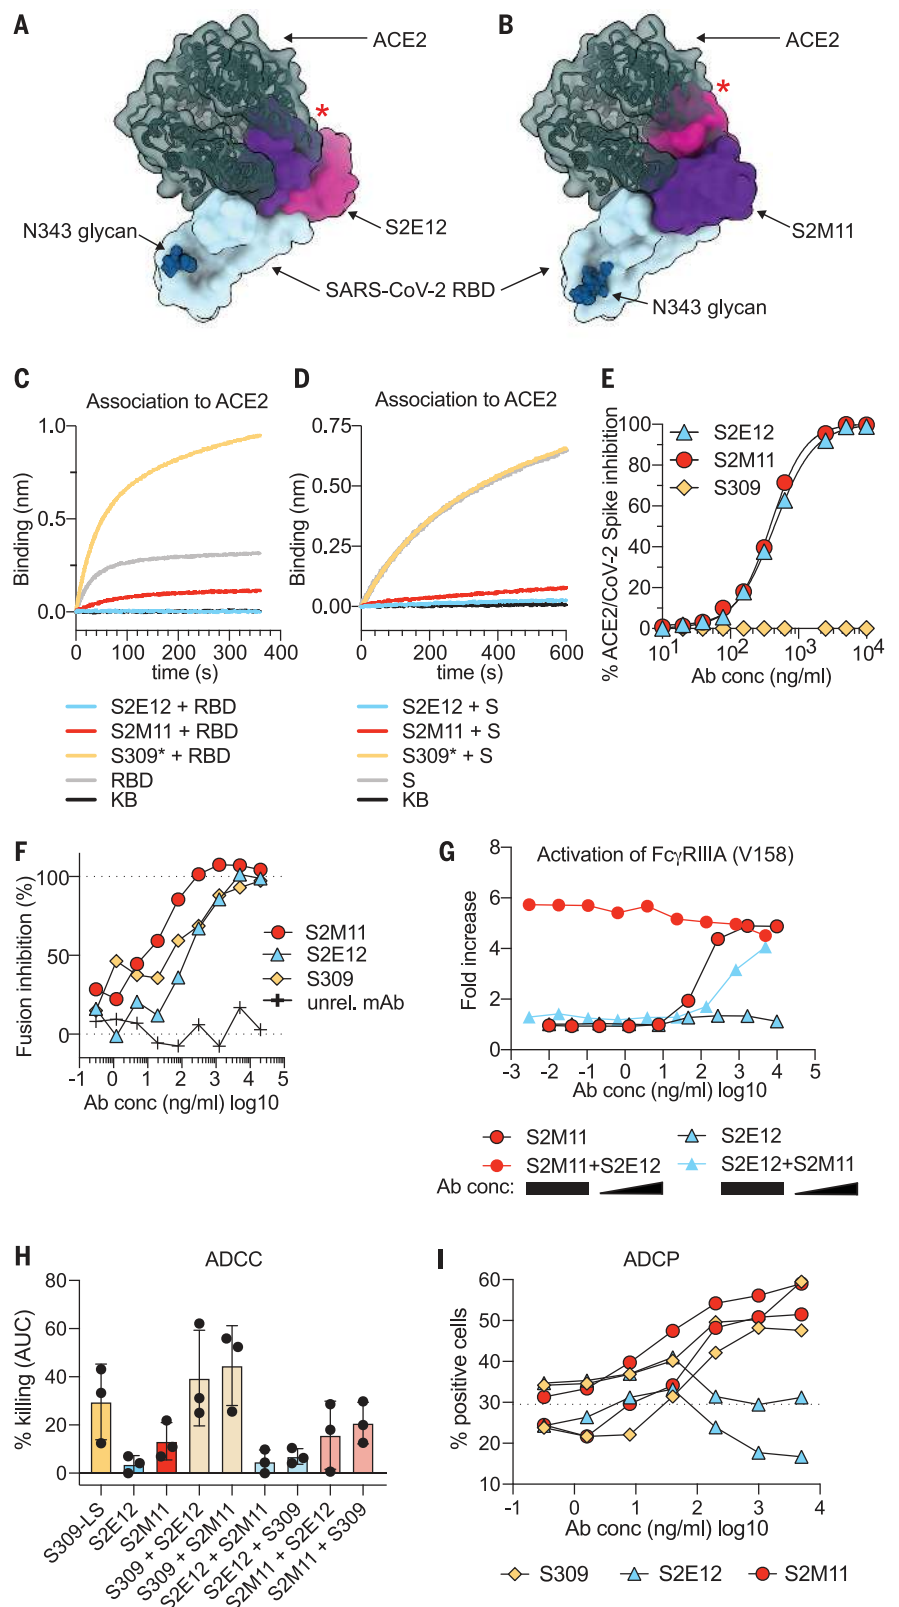 A
ACE2
*
S2E12
N343 glycan
SARS-CoV-2 RBD
B
ACE2
*
S2M11
N343 glycan
C
Association to ACE2
Binding (nm)
1.0
0.5
0.0
0 100 200 300 400
time (s)
S2E12 + RBD
S2M11 + RBD
S309* + RBD
RBD
KB
D
Association to ACE2
Binding (nm)
0.75
0.50
0.25
0.00
0 200 400 600
time (s)
S2E12 + S
S2M11 + S
S309* + S
S
KB
E
% ACE2/CoV-2 Spike inhibition
100
80
60
40
20
0
S2E12
S2M11
S309
10¹ 10² 10³ 10⁴
Ab conc (ng/ml)
F
Fusion inhibition (%)
100
50
0
-1 0 1 2 3 4 5
Ab conc (ng/ml) log10
S2M11
S2E12
S309
unrel. mAb
G
Activation of FcγRIIIA (V158)
Fold increase
8
6
4
2
0
-3 -2 -1 0 1 2 3 4 5
Ab conc (ng/ml) log10
S2M11
S2E12
S2M11+S2E12
S2E12+S2M11
Ab conc:
H
ADCC
% killing (AUC)
80
60
40
20
0
S309-LS
S2E12
S2M11
S309 + S2E12
S309 + S2M11
S2E12 + S2M11
S2E12 + S309
S2M11 + S2E12
S2M11 + S309
I
ADCP
% positive cells
60
50
40
30
20
10
-1 0 1 2 3 4
Ab conc (ng/ml) log10
S309
S2E12
S2M11